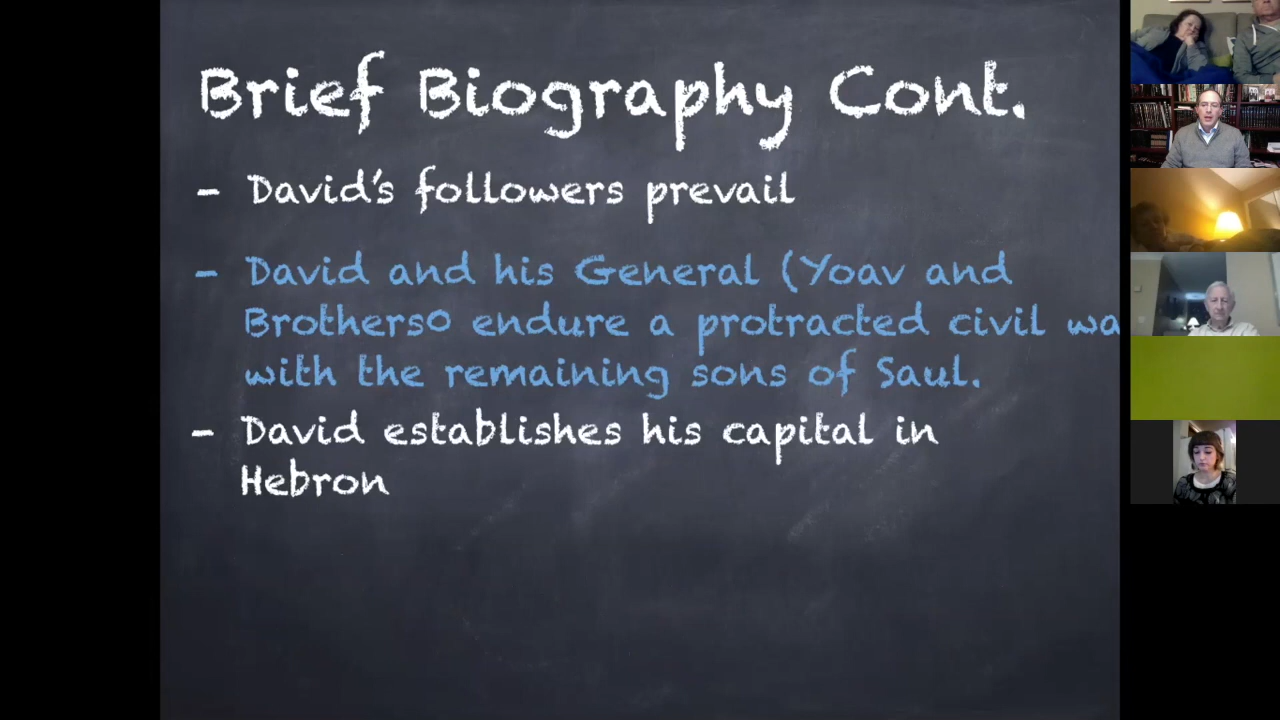 Brief Biography Cont.
- David's followers prevail
- David and his General (Yoav and
Brothers0 endure a protracted civil wa
with the remaining sons of Saul.
- David establishes his capital in
Hebron